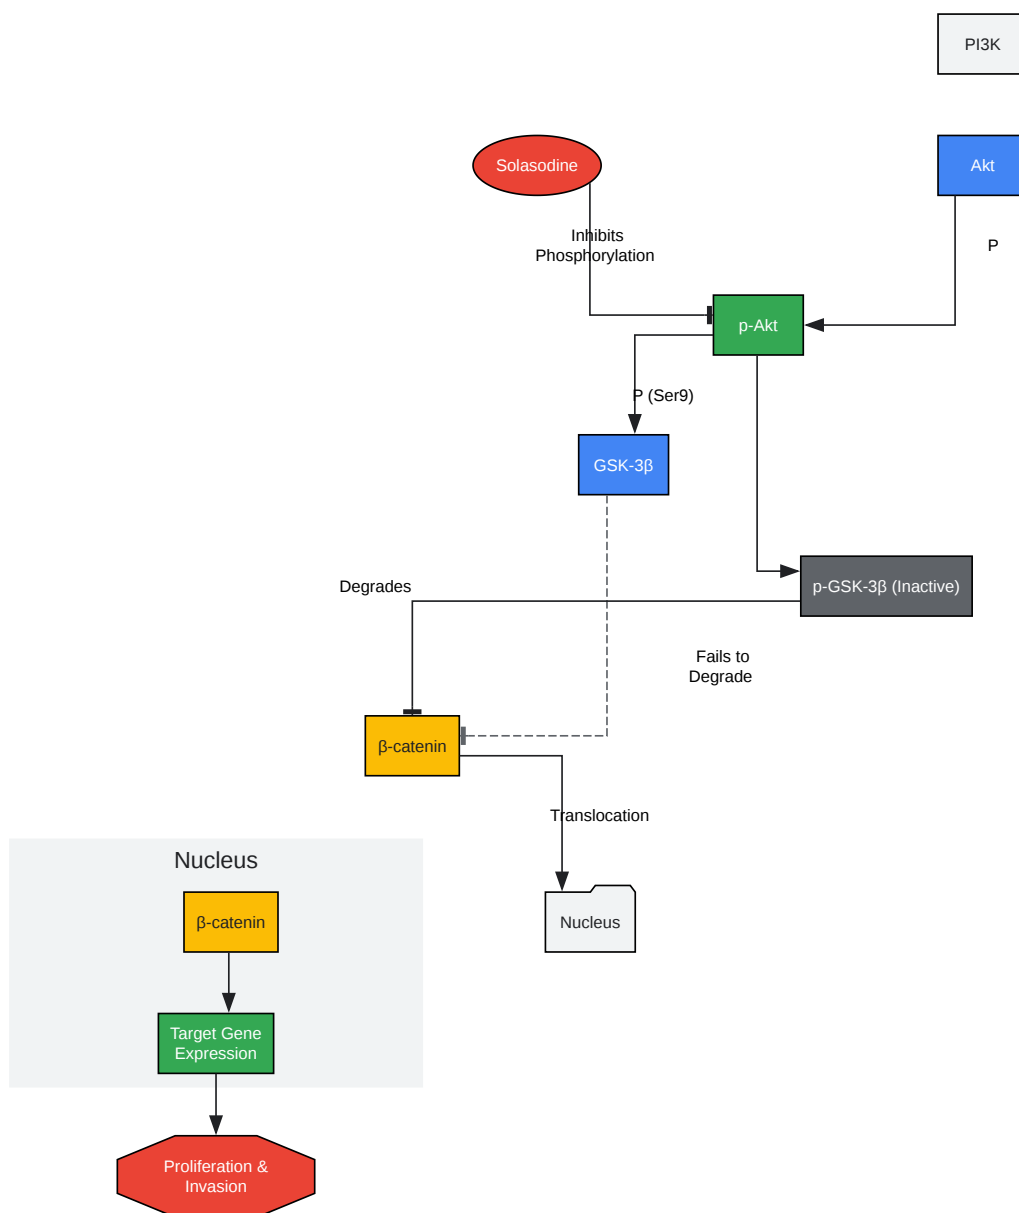 PI3K
Solasodine
Akt
Inhibits
Phosphorylation
P
p-Akt
P (Ser9)
GSK-3β
Degrades
p-GSK-3β (Inactive)
Fails to
Degrade
β-catenin
Translocation
Nucleus
β-catenin
Nucleus
Target Gene
Expression
Proliferation &
Invasion